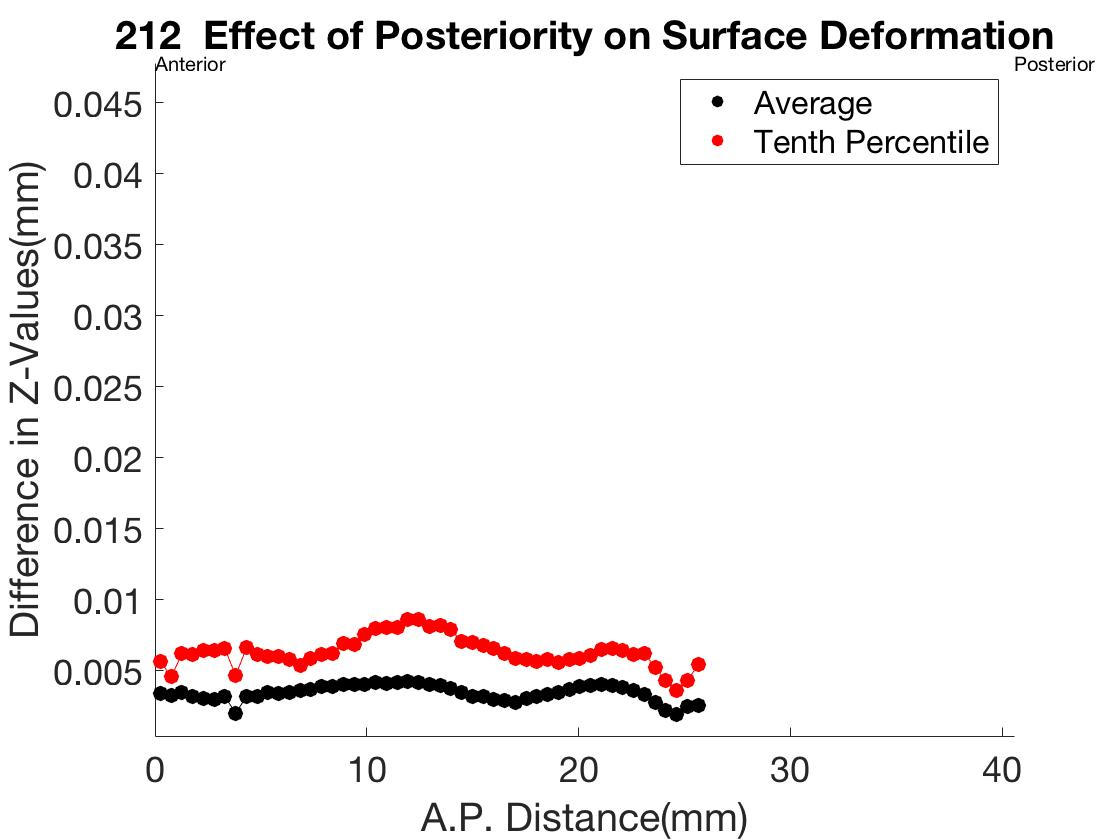 212  Effect of Posteriority on Surface Deformation
Anterior
Posterior
Average
Tenth Percentile
Difference in Z-Values(mm)
0.045
0.04
0.035
0.03
0.025
0.02
0.015
0.01
0.005
0
10
20
30
40
A.P. Distance(mm)